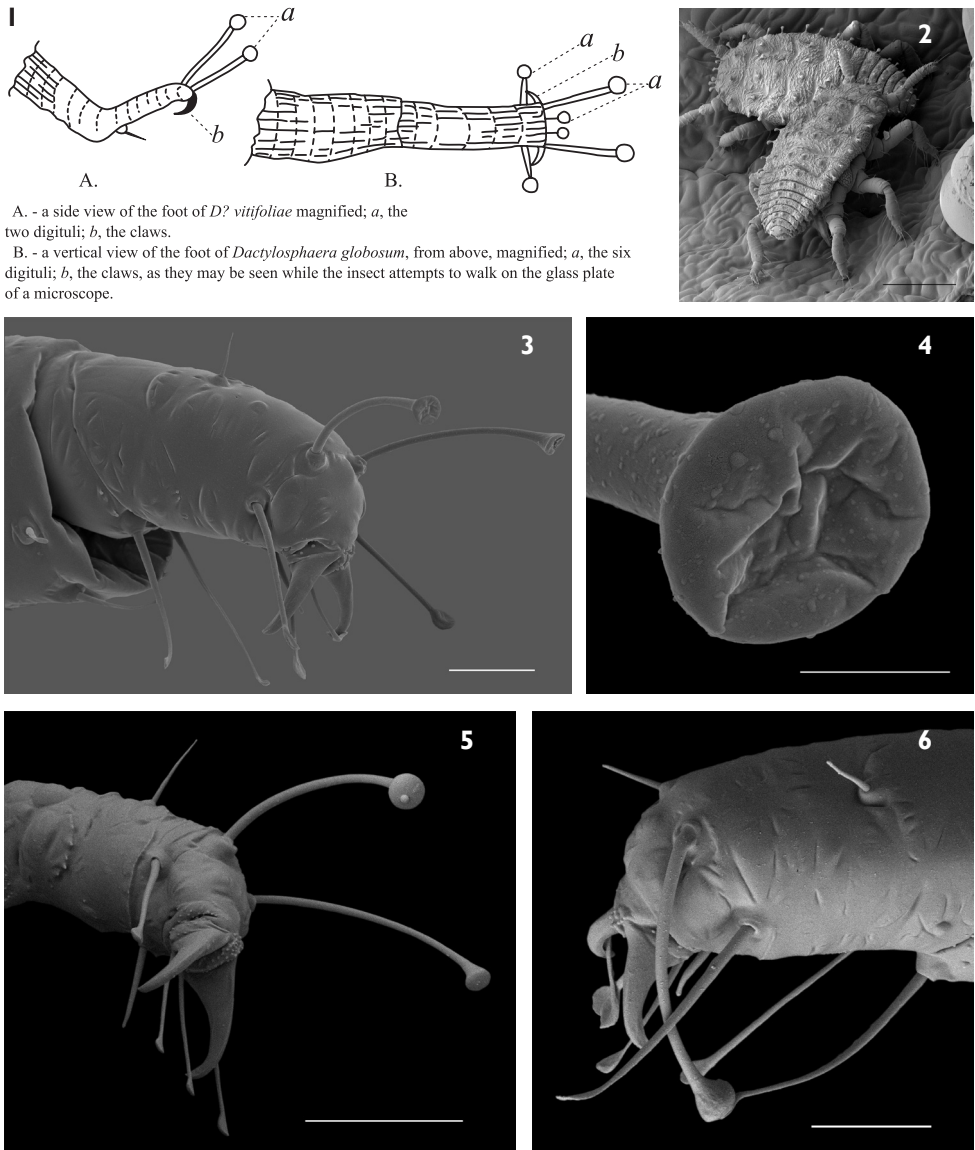 1
a
b
A.
a
b
a
B.
A. - a side view of the foot of D? vitifoliae magnified; a, the
two digituli; b, the claws.
B. - a vertical view of the foot of Dactylosphaera globosum, from above, magnified; a, the six
digituli; b, the claws, as they may be seen while the insect attempts to walk on the glass plate
of a microscope.
2
3
4
5
6